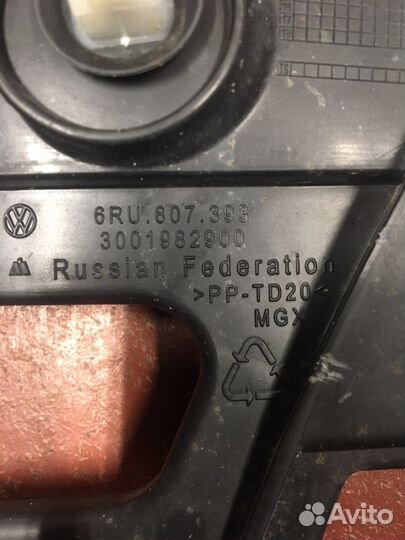 6RU.807.393
3001982900
Russian Federation
>PP-TD20<
MGX
Avito